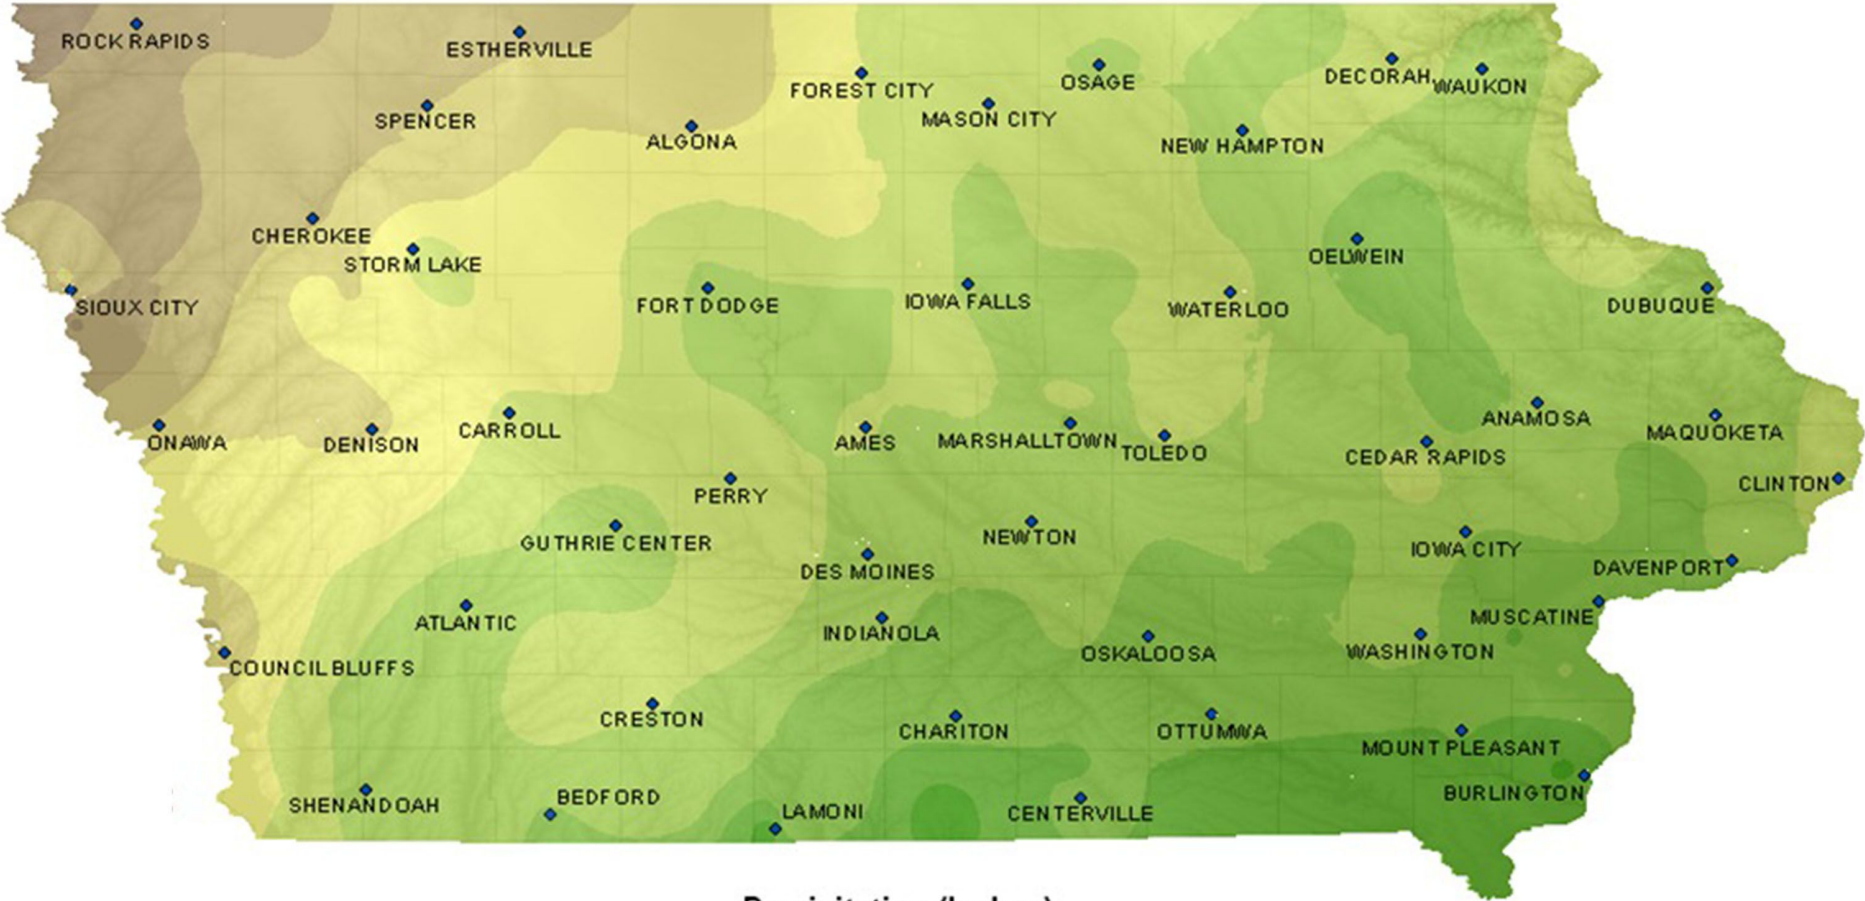 ROCK RAPIDS
ESTHERVILLE
SPENCER
ALGONA
FOREST CITY
MASON CITY
OSAGE
NEW HAMPTON
DECORAH
WAUKON
CHEROKEE
STORM LAKE
SIOUX CITY
FORT DODGE
IOWA FALLS
WATERLOO
OELWEIN
DUBUQUE
ONAWA
DENISON
CARROLL
AMES
MARSHALLTOWN
TOLEDO
CEDAR RAPIDS
ANAMOSA
MAQUOKETA
CLINTON
PERRY
GUTHRIE CENTER
DES MOINES
NEWTON
IOWA CITY
DAVENPORT
ATLANTIC
INDIANOLA
OSKALOOSA
WASHINGTON
MUSCATINE
COUNCIL BLUFFS
CRESTON
CHARITON
OTTUMWA
MOUNT PLEASANT
SHENANDOAH
BEDFORD
LAMONI
CENTERVILLE
BURLINGTON